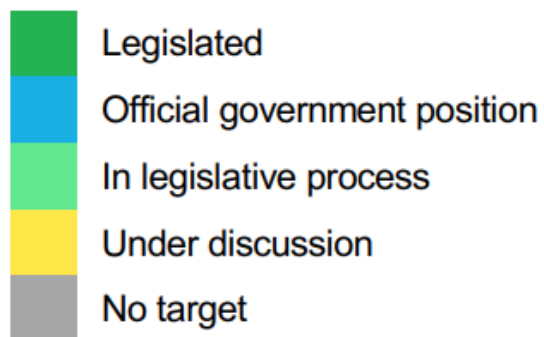 Legislated
Official government position
In legislative process
Under discussion
No target